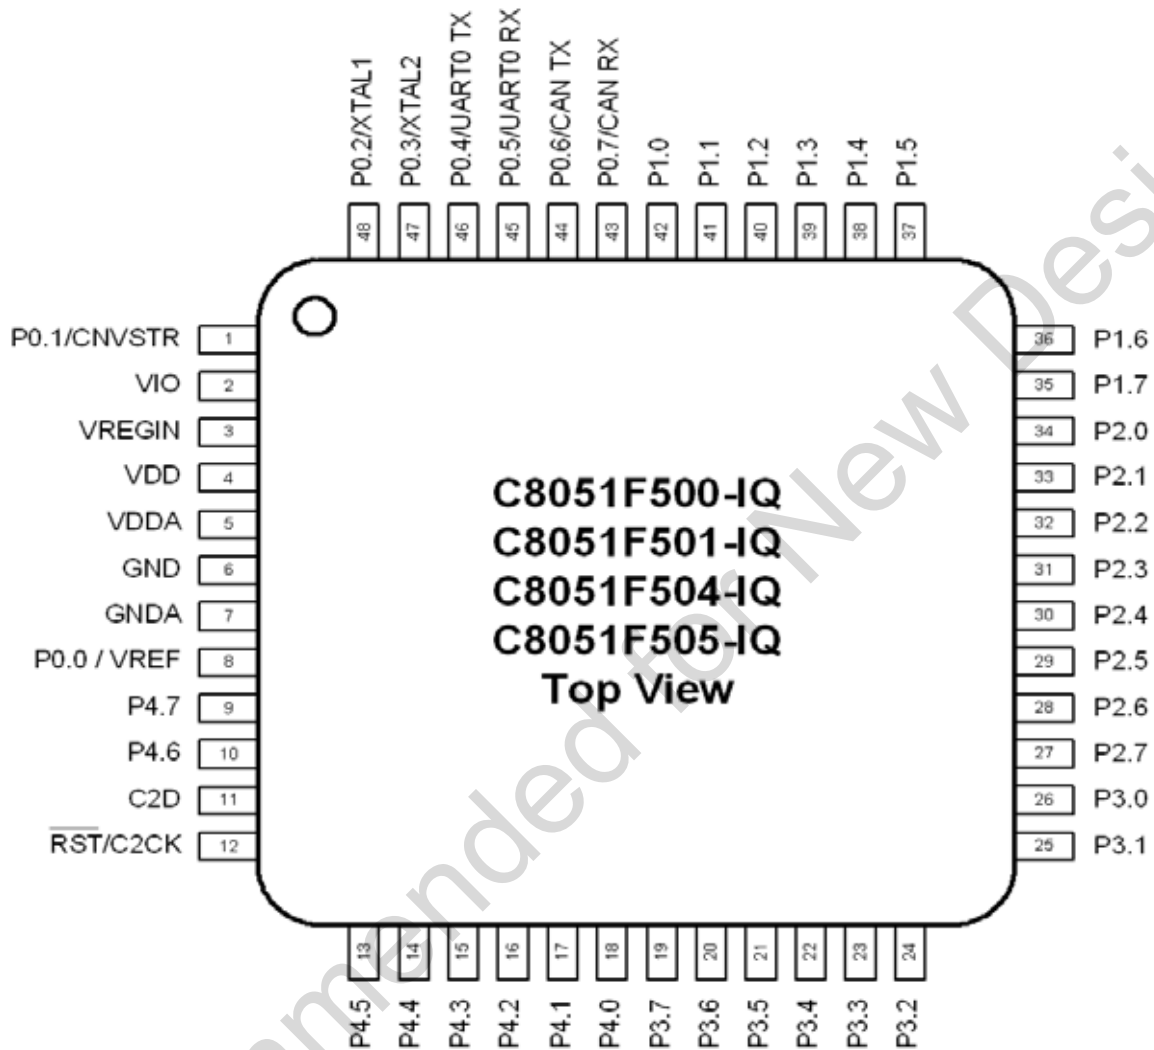 P0.2/XTAL1
P0.3/XTAL2
P0.4/UART0 TX
P0.5/UART0 RX
P0.6/CAN TX
P0.7/CAN RX
P1.0
P1.1
P1.2
P1.3
P1.4
P1.5
48
47
46
45
44
43
42
41
40
39
38
37
P0.1/CNVSTR 1
VIO 2
VREGIN 3
VDD 4
VDDA 5
GND 6
GNDA 7
P0.0 / VREF 8
P4.7 9
P4.6 10
C2D 11
RST/C2CK 12
C8051F500-IQ
C8051F501-IQ
C8051F504-IQ
C8051F505-IQ
Top View
36 P1.6
35 P1.7
34 P2.0
33 P2.1
32 P2.2
31 P2.3
30 P2.4
29 P2.5
28 P2.6
27 P2.7
26 P3.0
25 P3.1
13
14
15
16
17
18
19
20
21
22
23
24
P4.5
P4.4
P4.3
P4.2
P4.1
P4.0
P3.7
P3.6
P3.5
P3.4
P3.3
P3.2
mended for New Desi